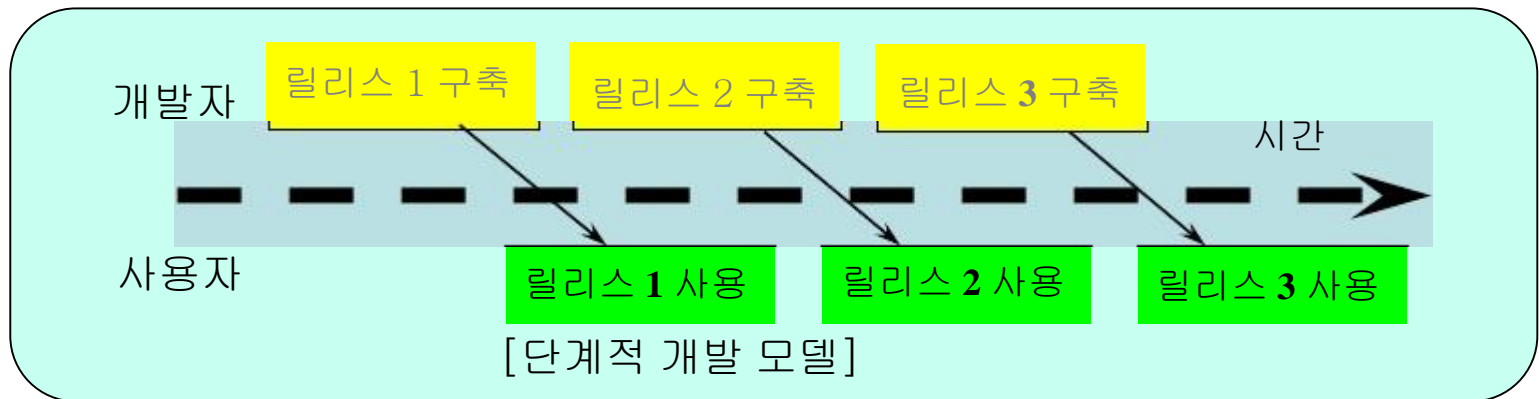 릴리스 1 구축
릴리스 2 구축
릴리스 3 구축
개발자
시간
사용자
릴리스 1 사용
릴리스 2 사용
릴리스 3 사용
[단계적 개발 모델]